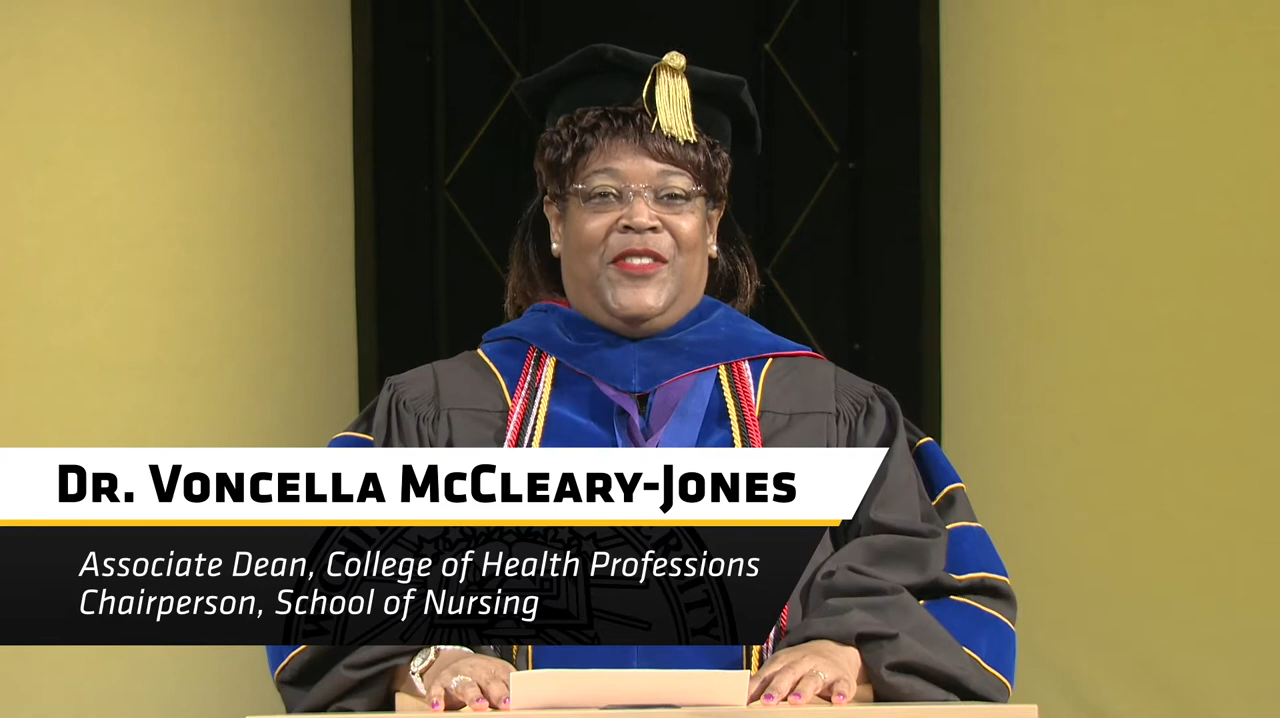 Dr. Voncella McCleary-Jones
Associate Dean, College of Health Professions
Chairperson, School of Nursing